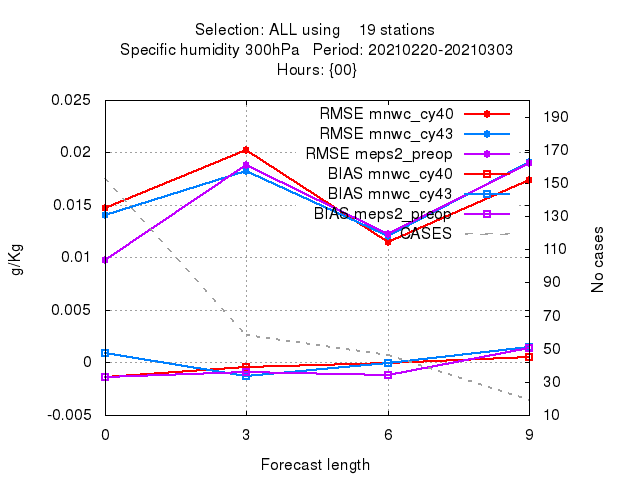 Selection: ALL using 19 stations
Specific humidity 300hPa Period: 20210220-20210303
Hours: {00}
0.025
0.02
0.015
0.01
0.005
0
-0.005
g/Kg
RMSE mnwc_cy40
RMSE mnwc_cy43
RMSE meps2_preop
BIAS mnwc_cy40
BIAS mnwc_cy43
BIAS meps2_preop
CASES
190
170
150
130
110
90
70
50
30
10
No cases
0 3 6 9
Forecast length